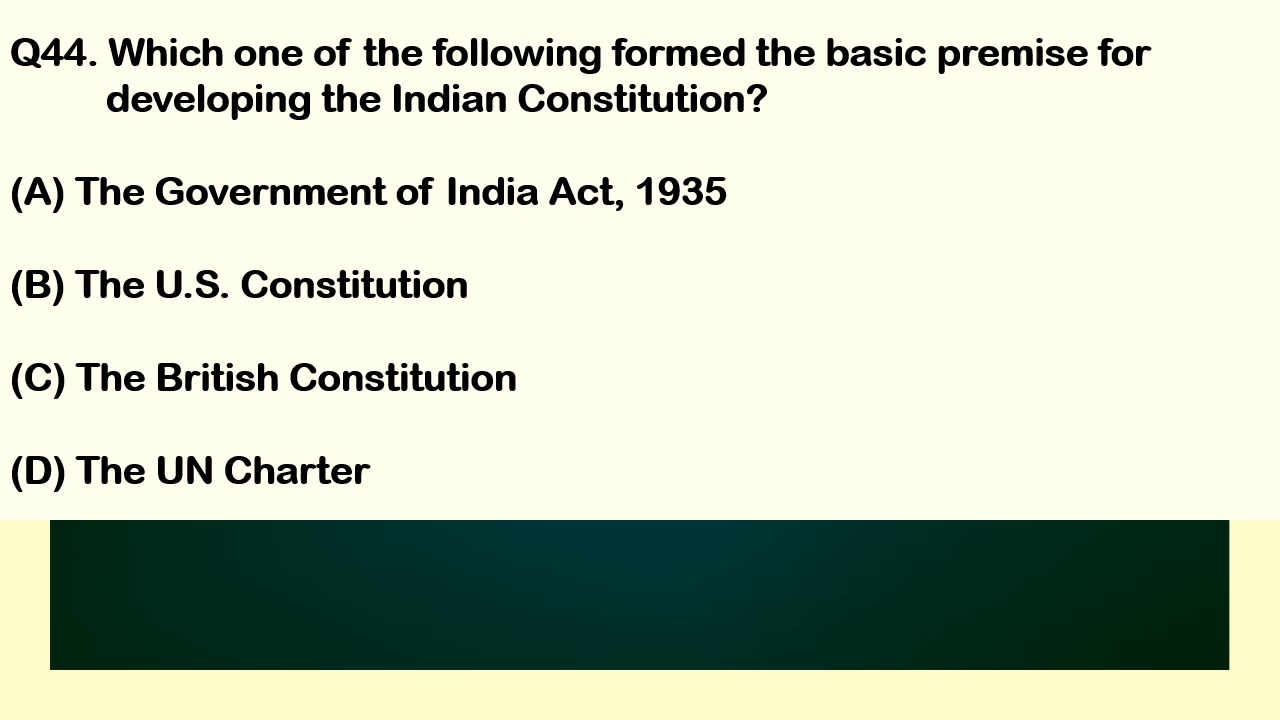 Q44. Which one of the following formed the basic premise for
developing the Indian Constitution?
(A) The Government of India Act, 1935
(B) The U.S. Constitution
(C) The British Constitution
(D) The UN Charter